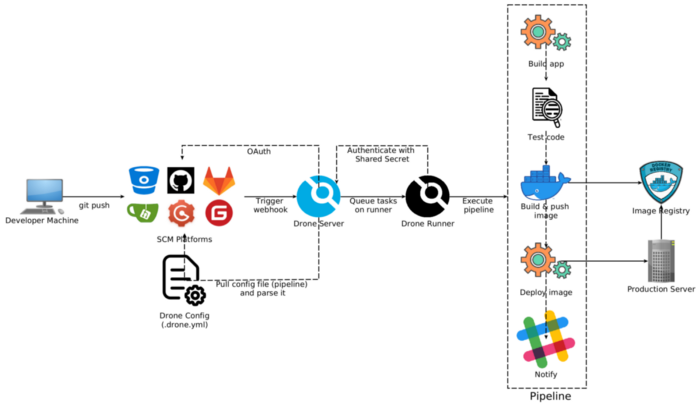 Build app
Test code
OAuth
Authenticate with
Shared Secret
DOCKER
REGISTRY
git push
Developer Machine
Trigger
webhook
Queue tasks
on runner
Execute
pipeline
SCM Platforms
Drone Server
Drone Runner
Build & push
image
Image Registry
Pull config file (pipeline)
and parse it
Drone Config
(.drone.yml)
Deploy image
Production Server
Notify
Pipeline